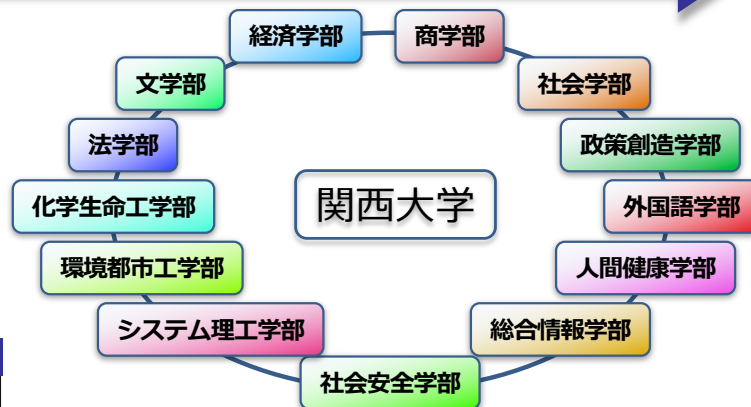 経済学部
商学部
文学部
社会学部
法学部
政策創造学部
化学生命工学部
関西大学
外国語学部
環境都市工学部
人間健康学部
システム理工学部
総合情報学部
社会安全学部